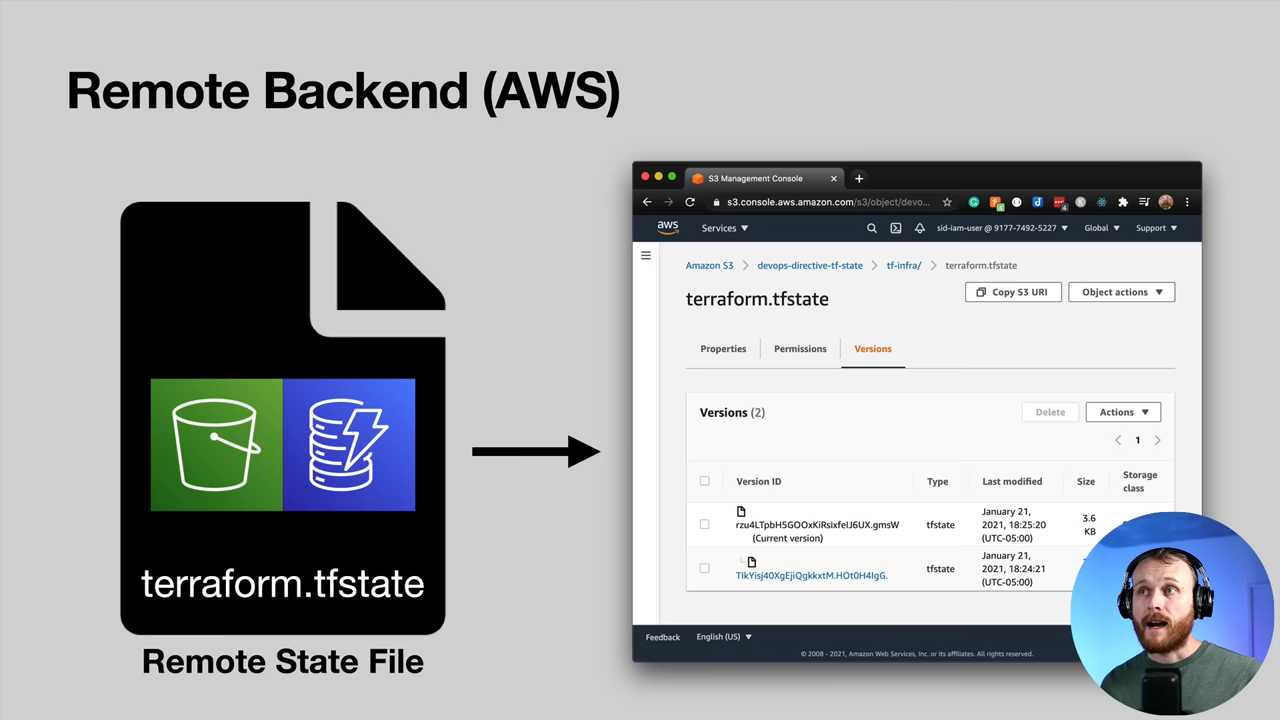 Remote Backend (AWS)
terraform.tfstate
Remote State File
S3 Management Console
s3.console.aws.amazon.com/s3/object/devo...
aws
Services
sid-iam-user @ 9177-7492-5227
Global
Support
Amazon S3
devops-directive-tf-state
tf-infra/
terraform.tfstate
terraform.tfstate
Copy S3 URI
Object actions
Properties
Permissions
Versions
Versions (2)
Delete
Actions
1
Version ID
Type
Last modified
Size
Storage
class
rzu4LTpbH5GOOxKiRsixfeIJ6UX.gmsW
(Current version)
tfstate
January 21,
2021, 18:25:20
(UTC-05:00)
3.6
KB
TIkYisj40XgEjiQgkkxtM.HOt0H4IgG.
tfstate
January 21,
2021, 18:24:21
(UTC-05:00)
Feedback
English (US)
© 2008 - 2021, Amazon Web Services, Inc. or its affiliates. All rights reserved.